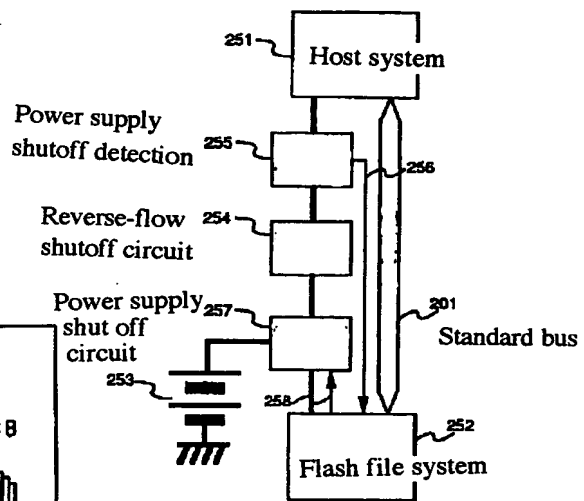 251
Host system
Power supply
shutoff detection
255
256
Reverse-flow
shutoff circuit
254
Power supply
shut off
circuit
257
201
Standard bus
253
258
8
252
Flash file system